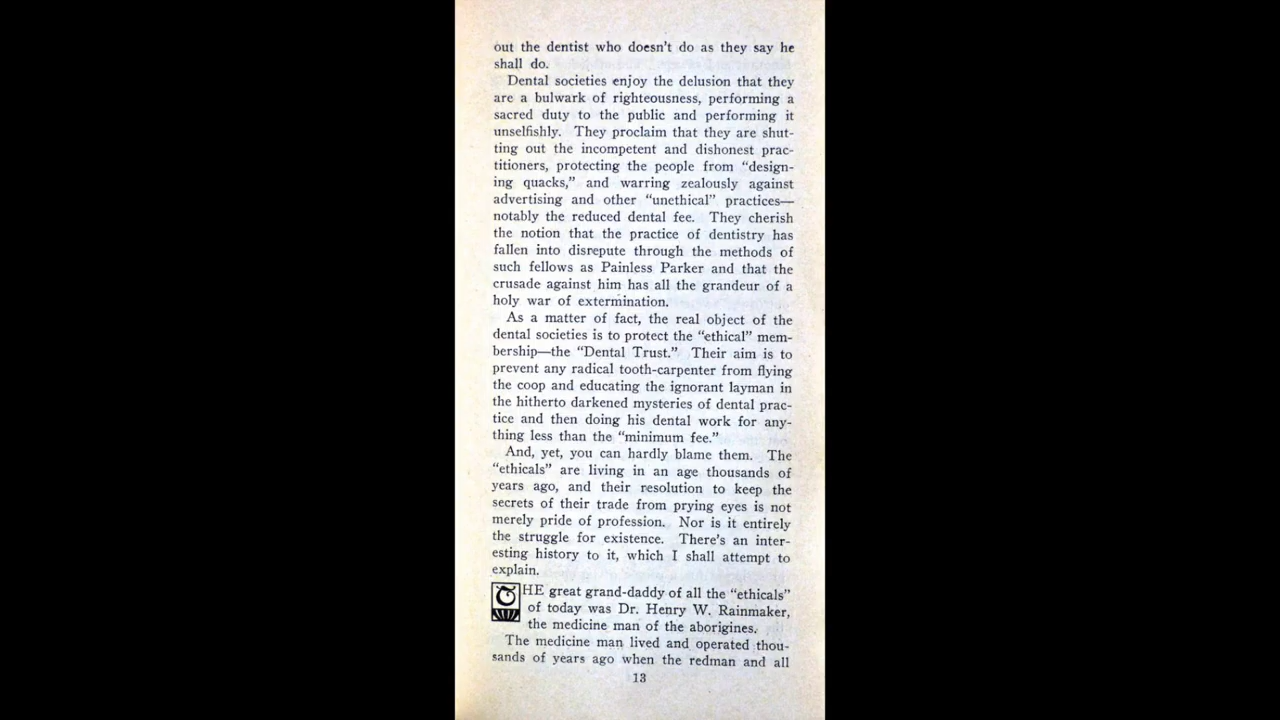 out the dentist who doesn't do as they say he
shall do.
Dental societies enjoy the delusion that they
are a bulwark of righteousness, performing a
sacred duty to the public and performing it
unselfishly. They proclaim that they are shut-
ting out the incompetent and dishonest prac-
titioners, protecting the people from “design-
ing quacks,” and warring zealously against
advertising and other “unethical” practices—
notably the reduced dental fee. They cherish
the notion that the practice of dentistry has
fallen into disrepute through the methods of
such fellows as Painless Parker and that the
crusade against him has all the grandeur of a
holy war of extermination.
As a matter of fact, the real object of the
dental societies is to protect the “ethical” mem-
bership—the “Dental Trust.” Their aim is to
prevent any radical tooth-carpenter from flying
the coop and educating the ignorant layman in
the hitherto darkened mysteries of dental prac-
tice and then doing his dental work for any-
thing less than the “minimum fee.”
And, yet, you can hardly blame them. The
“ethicals” are living in an age thousands of
years ago, and their resolution to keep the
secrets of their trade from prying eyes is not
merely pride of profession. Nor is it entirely
the struggle for existence. There's an inter-
esting history to it, which I shall attempt to
explain.
THE great grand-daddy of all the “ethicals”
of today was Dr. Henry W. Rainmaker,
the medicine man of the aborigines.
The medicine man lived and operated thou-
sands of years ago when the redman and all
13